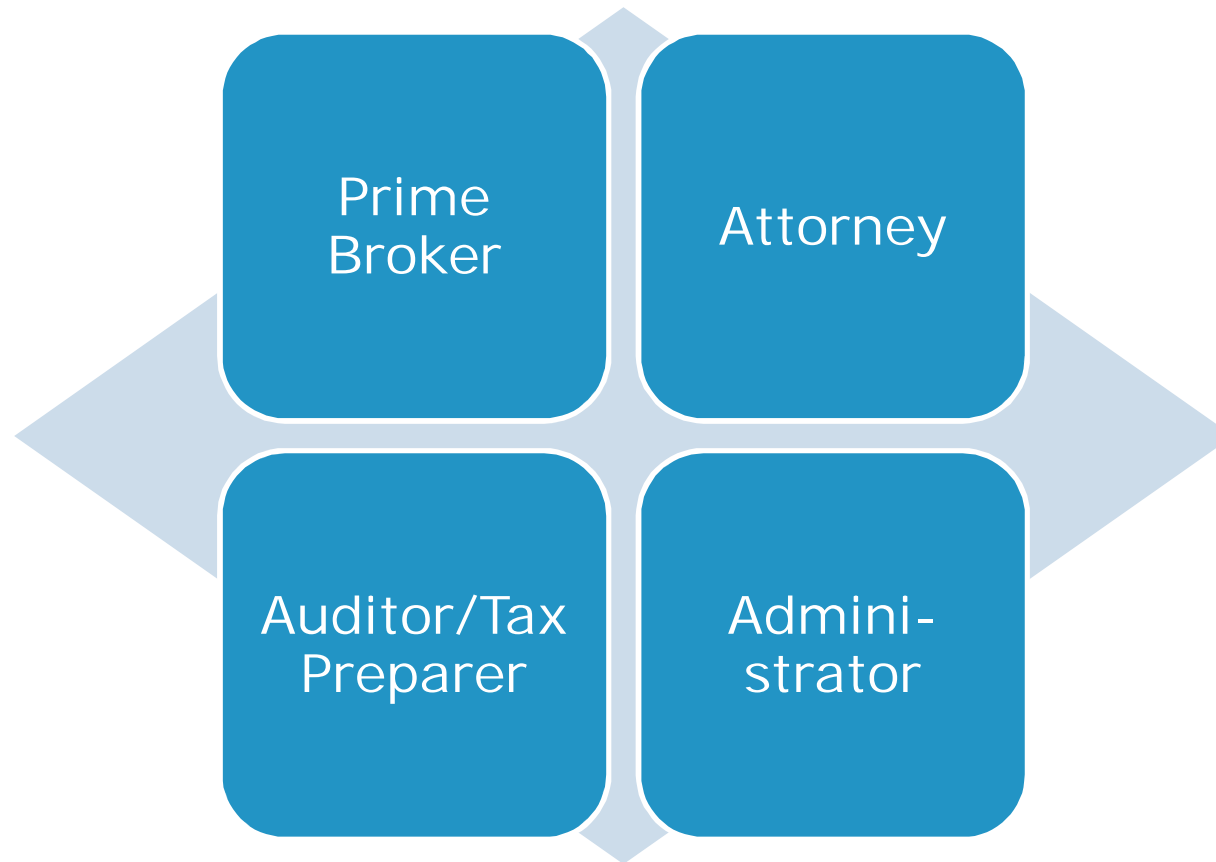 Prime
Broker
Attorney
Auditor/Tax
Preparer
Admini-
strator